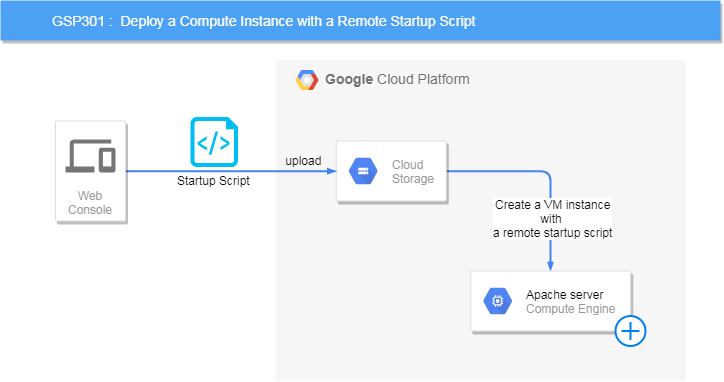 GSP301 : Deploy a Compute Instance with a Remote Startup Script
Google Cloud Platform
Web
Console
Startup Script
upload
Cloud
Storage
Create a VM instance
with
a remote startup script
Apache server
Compute Engine